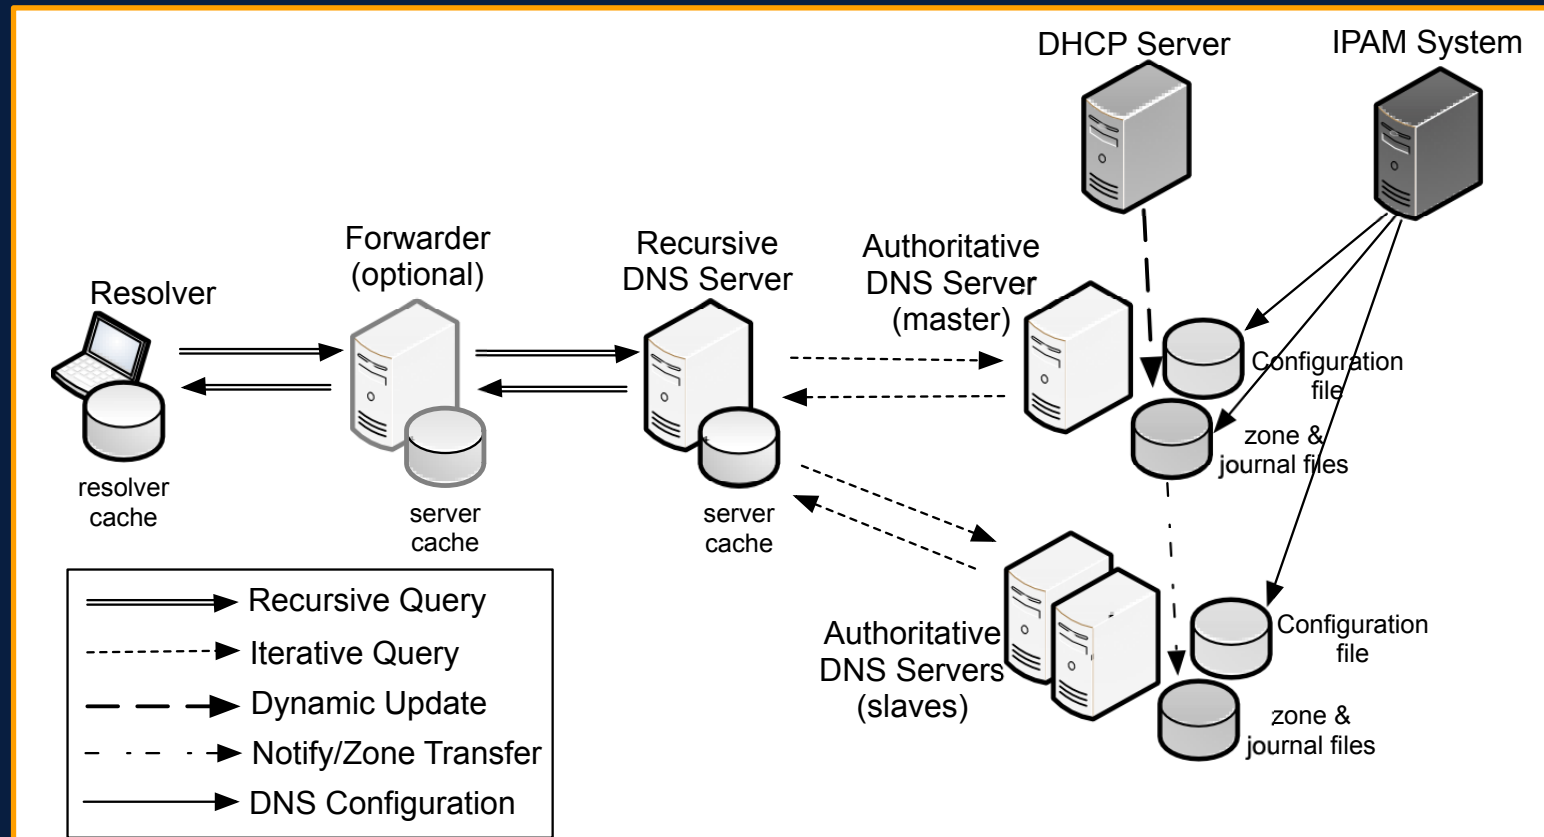 DHCP Server
IPAM System
Forwarder
(optional)
Recursive
DNS Server
Authoritative
DNS Server
(master)
Resolver
Configuration
file
zone &
journal files
resolver
cache
server
cache
server
cache
Authoritative
DNS Servers
(slaves)
Configuration
file
zone &
journal files
Recursive Query
Iterative Query
Dynamic Update
Notify/Zone Transfer
DNS Configuration